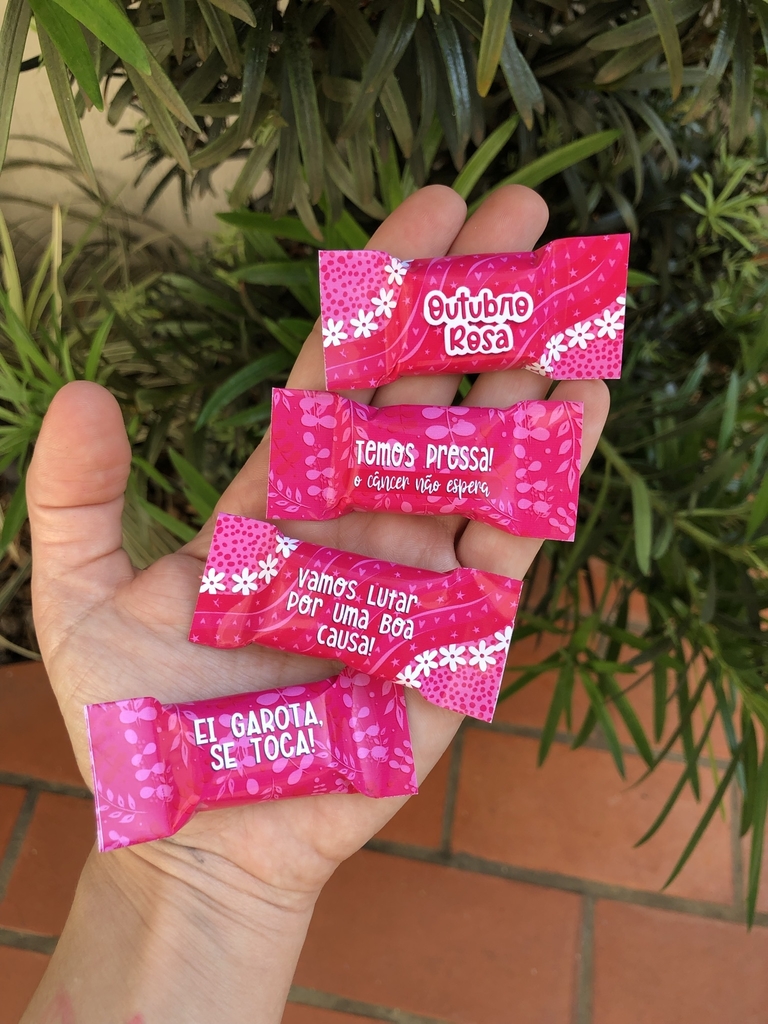 Outubro
Rosa
Temos Pressa!
o câncer não espera
Vamos Lutar
Por uma Boa
causa!
EI GAROTA,
SE TOCA!